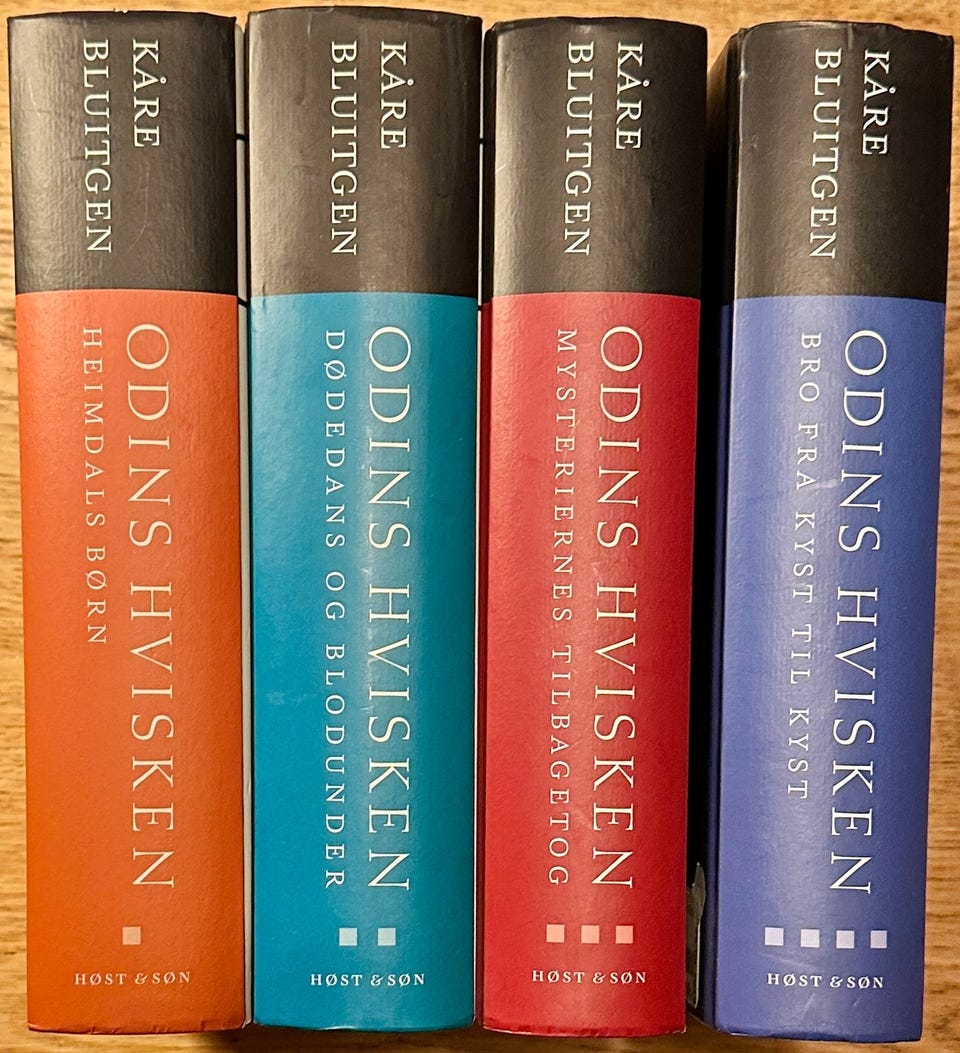 KÅRE
BLUITGEN
ODINS HVISKEN
HEIMDALS BØRN
HØST & SØN
KÅRE
BLUITGEN
ODINS HVISKEN
DØDEDANS OG BLODUNDER
HØST & SØN
KÅRE
BLUITGEN
ODINS HVISKEN
MYSTERIERNES TILBAGETOG
HØST & SØN
KÅRE
BLUITGEN
ODINS HVISKEN
BRO FRA KYST TIL KYST
HØST & SØN